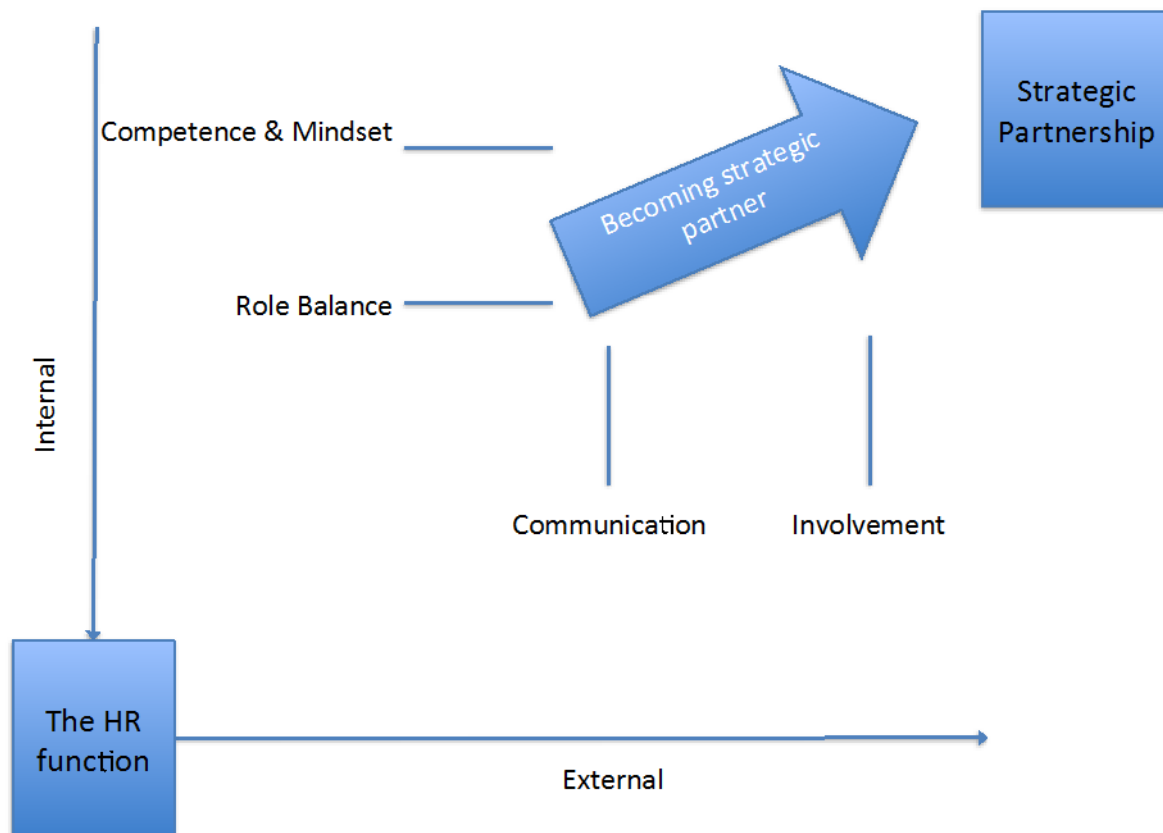 Strategic
Partnership
Competence & Mindset
Becoming strategic
partner
Role Balance
Internal
Communication
Involvement
The HR
function
External